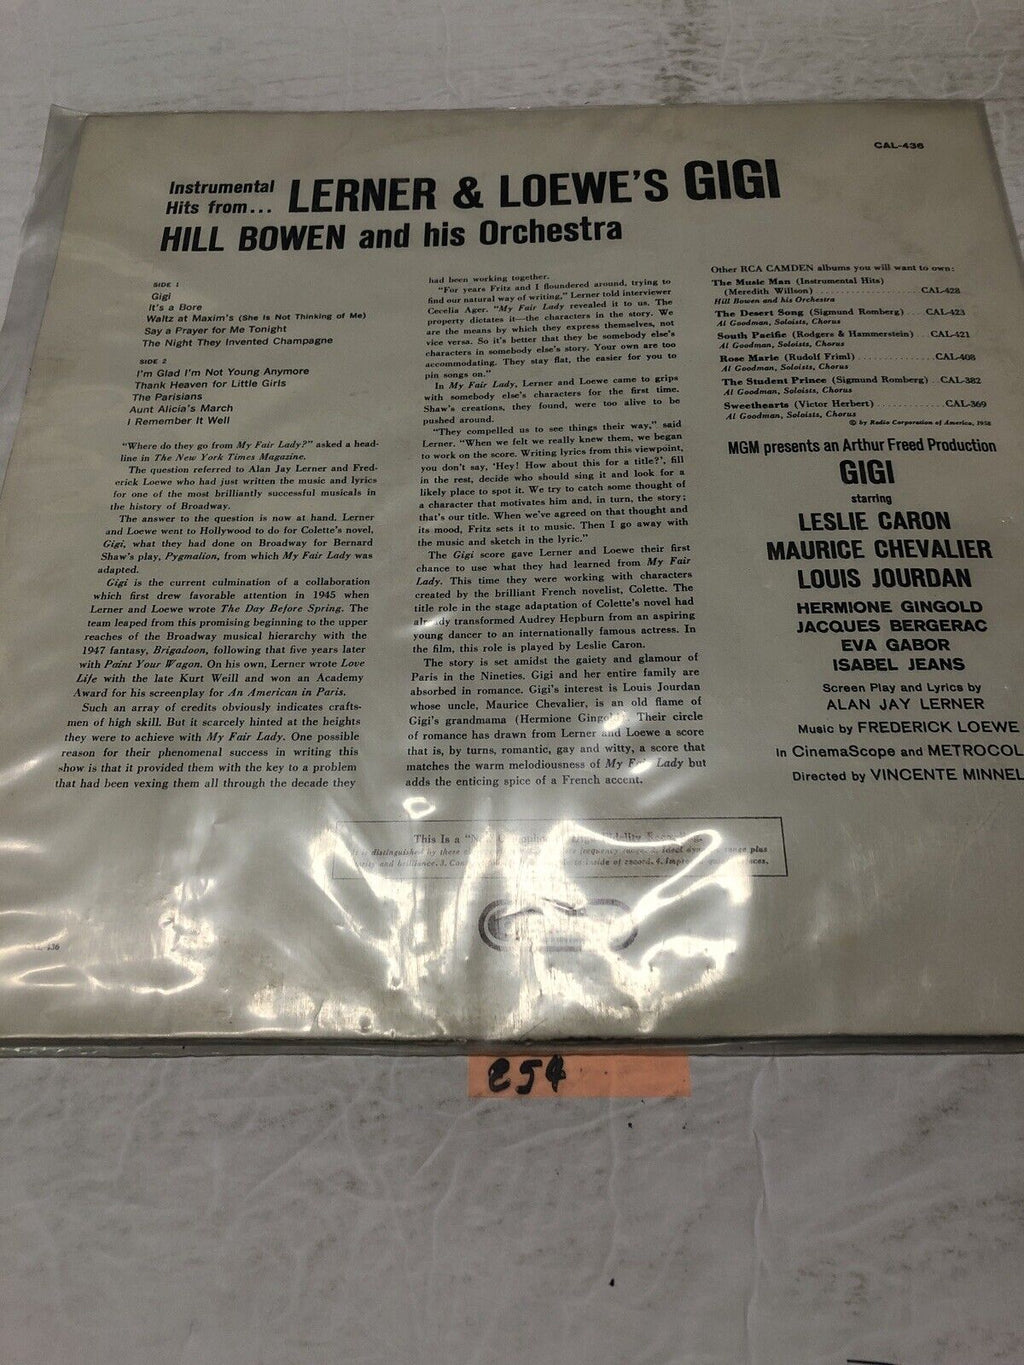 CAL-436
Instrumental
Hits from... LERNER & LOEWE'S GIGI
HILL BOWEN and his Orchestra
SIDE 1
Gigi
It's a Bore
Waltz at Maxim's (She Is Not Thinking of Me)
Say a Prayer for Me Tonight
The Night They Invented Champagne
SIDE 2
I'm Glad I'm Not Young Anymore
Thank Heaven for Little Girls
The Parisians
Aunt Alicia's March
I Remember It Well
"Where do they go from My Fair Lady?" asked a head-
line in The New York Times Magazine.
The question referred to Alan Jay Lerner and Fred-
erick Loewe who had just written the music and lyrics
for one of the most brilliantly successful musicals in
the history of Broadway.
The answer to the question is now at hand. Lerner
and Loewe went to Hollywood to do for Colette's novel,
Gigi, what they had done on Broadway for Bernard
Shaw's play, Pygmalion, from which My Fair Lady was
adapted.
Gigi is the current culmination of a collaboration
which first drew favorable attention in 1945 when
Lerner and Loewe wrote The Day Before Spring. The
team leaped from this promising beginning to the upper
reaches of the Broadway musical hierarchy with the
1947 fantasy, Brigadoon, following that five years later
with Paint Your Wagon. On his own, Lerner wrote Love
Life with the late Kurt Weill and won an Academy
Award for his screenplay for An American in Paris.
Such an array of credits obviously indicates crafts-
men of high skill. But it scarcely hinted at the heights
they were to achieve with My Fair Lady. One possible
reason for their phenomenal success in writing this
show is that it provided them with the key to a problem
that had been vexing them all through the decade they
had been working together.
"For years Fritz and I floundered around, trying to
find our natural way of writing," Lerner told interviewer
Cecelia Ager. "My Fair Lady revealed it to us. The
property dictates it—the characters in the story. We
are the means by which they express themselves, not
vice versa. So it's better that they be somebody else's
characters in somebody else's story. Your own are too
accommodating. They stay flat, the easier for you to
pin songs on."
In My Fair Lady, Lerner and Loewe came to grips
with somebody else's characters for the first time.
Shaw's creations, they found, were too alive to be
pushed around.
"They compelled us to see things their way," said
Lerner. "When we felt we really knew them, we began
to work on the score. Writing lyrics from this viewpoint,
you don't say, 'Hey! How about this for a title?', fill
in the rest, decide who should sing it and look for a
likely place to spot it. We try to catch some thought of
a character that motivates him and, in turn, the story;
that's our title. When we've agreed on that thought and
its mood, Fritz sets it to music. Then I go away with
the music and sketch in the lyric."
The Gigi score gave Lerner and Loewe their first
chance to use what they had learned from My Fair
Lady. This time they were working with characters
created by the brilliant French novelist, Colette. The
title role in the stage adaptation of Colette's novel had
already transformed Audrey Hepburn from an aspiring
young dancer to an internationally famous actress. In
the film, this role is played by Leslie Caron.
The story is set amidst the gaiety and glamour of
Paris in the Nineties. Gigi and her entire family are
absorbed in romance. Gigi's interest is Louis Jourdan
whose uncle, Maurice Chevalier, is an old flame of
Gigi's grandmama (Hermione Gingold). Their circle
of romance has drawn from Lerner and Loewe a score
that is, by turns, romantic, gay and witty, a score that
matches the warm melodiousness of My Fair Lady but
adds the enticing spice of a French accent.
Other RCA CAMDEN albums you will want to own:
The Music Man (Instrumental Hits)
(Meredith Willson) .................... CAL-428
Hill Bowen and his Orchestra
The Desert Song (Sigmund Romberg) .... CAL-423
Al Goodman, Soloists, Chorus
South Pacific (Rodgers & Hammerstein) . CAL-421
Al Goodman, Soloists, Chorus
Rose Marie (Rudolf Friml) .............. CAL-408
Al Goodman, Soloists, Chorus
The Student Prince (Sigmund Romberg) .. CAL-382
Al Goodman, Soloists, Chorus
Sweethearts (Victor Herbert) ............ CAL-369
Al Goodman, Soloists, Chorus
© by Radio Corporation of America, 1958
MGM presents an Arthur Freed Production
GIGI
starring
LESLIE CARON
MAURICE CHEVALIER
LOUIS JOURDAN
HERMIONE GINGOLD
JACQUES BERGERAC
EVA GABOR
ISABEL JEANS
Screen Play and Lyrics by
ALAN JAY LERNER
Music by FREDERICK LOEWE
In CinemaScope and METROCOL
Directed by VINCENTE MINNEL
This Is a
It is distinguished by these frequency range. 2. Ideal range plus
and brilliance. 3. inside of record. 4.
436
e54